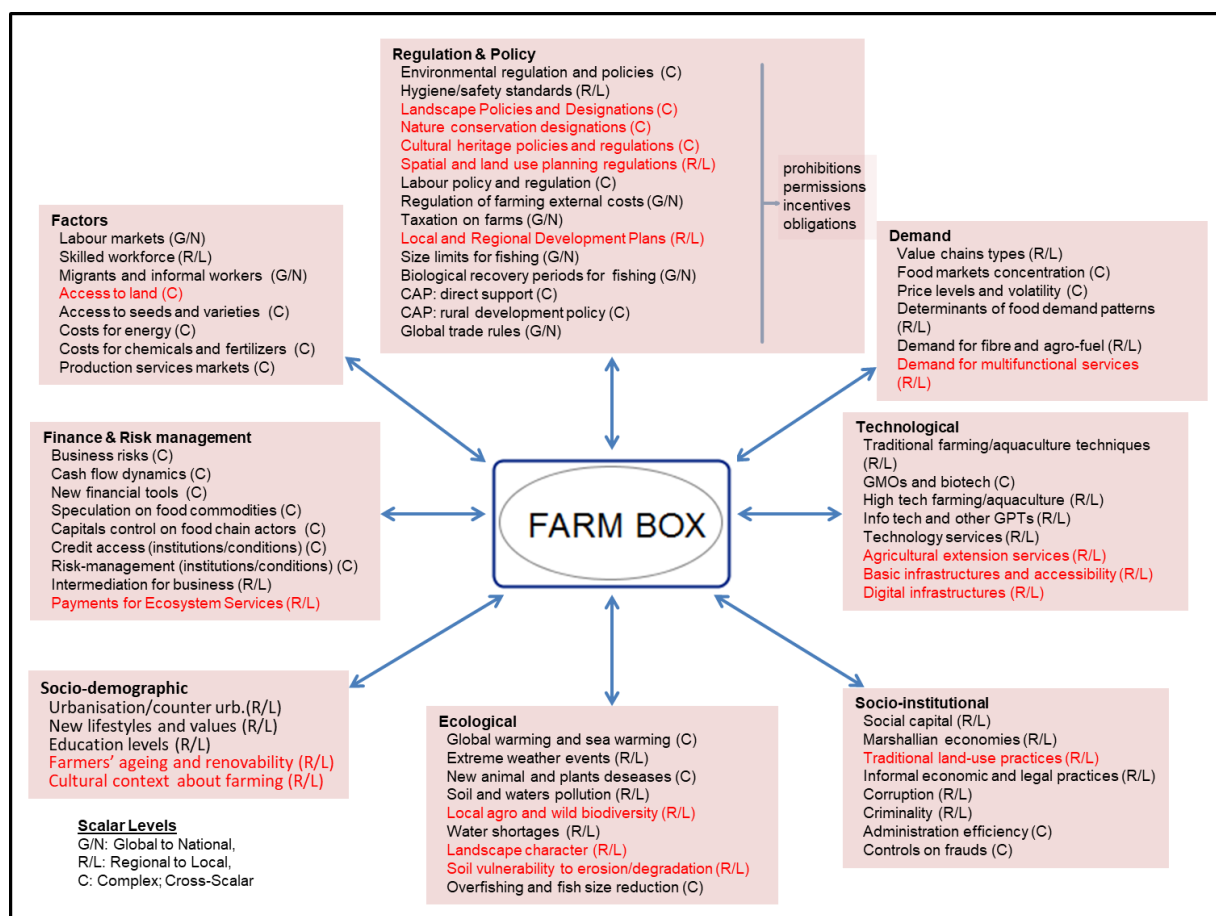 Regulation & Policy
Environmental regulation and policies (C)
Hygiene/safety standards (R/L)
Landscape Policies and Designations (C)
Nature conservation designations (C)
Cultural heritage policies and regulations (C)
Spatial and land use planning regulations (R/L)
Labour policy and regulation (C)
Regulation of farming external costs (G/N)
Taxation on farms (G/N)
Local and Regional Development Plans (R/L)
Size limits for fishing (G/N)
Biological recovery periods for fishing (G/N)
CAP: direct support (C)
CAP: rural development policy (C)
Global trade rules (G/N)
prohibitions
permissions
incentives
obligations
Factors
Labour markets (G/N)
Skilled workforce (R/L)
Migrants and informal workers (G/N)
Access to land (C)
Access to seeds and varieties (C)
Costs for energy (C)
Costs for chemicals and fertilizers (C)
Production services markets (C)
Demand
Value chains types (R/L)
Food markets concentration (C)
Price levels and volatility (C)
Determinants of food demand patterns
(R/L)
Demand for fibre and agro-fuel (R/L)
Demand for multifunctional services
(R/L)
Finance & Risk management
Business risks (C)
Cash flow dynamics (C)
New financial tools (C)
Speculation on food commodities (C)
Capitals control on food chain actors (C)
Credit access (institutions/conditions) (C)
Risk-management (institutions/conditions) (C)
Intermediation for business (R/L)
Payments for Ecosystem Services (R/L)
FARM BOX
Technological
Traditional farming/aquaculture techniques
(R/L)
GMOs and biotech (C)
High tech farming/aquaculture (R/L)
Info tech and other GPTs (R/L)
Technology services (R/L)
Agricultural extension services (R/L)
Basic infrastructures and accessibility (R/L)
Digital infrastructures (R/L)
Socio-demographic
Urbanisation/counter urb.(R/L)
New lifestyles and values (R/L)
Education levels (R/L)
Farmers' ageing and renovability (R/L)
Cultural context about farming (R/L)
Ecological
Global warming and sea warming (C)
Extreme weather events (R/L)
New animal and plants deseases (C)
Soil and waters pollution (R/L)
Local agro and wild biodiversity (R/L)
Water shortages (R/L)
Landscape character (R/L)
Soil vulnerability to erosion/degradation (R/L)
Overfishing and fish size reduction (C)
Socio-institutional
Social capital (R/L)
Marshallian economies (R/L)
Traditional land-use practices (R/L)
Informal economic and legal practices (R/L)
Corruption (R/L)
Criminality (R/L)
Administration efficiency (C)
Controls on frauds (C)
Scalar Levels
G/N: Global to National,
R/L: Regional to Local,
C: Complex; Cross-Scalar